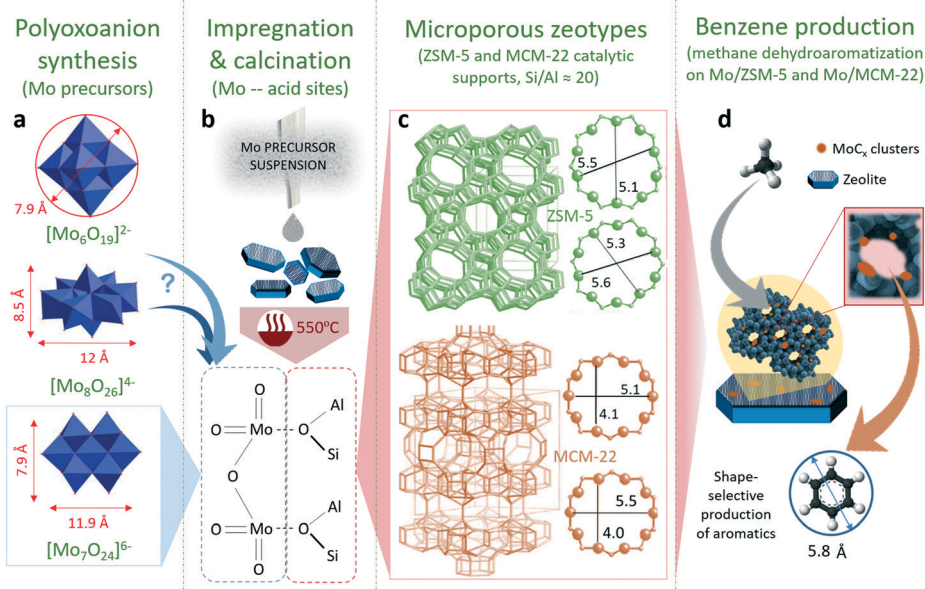 Polyoxoanion
synthesis
(Mo precursors)
a
7.9 Å
[Mo6O19]2-
8.5 Å
12 Å
[Mo8O26]4-
7.9 Å
11.9 Å
[Mo7O24]6-
?
Impregnation
& calcination
(Mo -- acid sites)
b
Mo PRECURSOR
SUSPENSION
550ºC
O
O
Mo
O
Al
Si
O
O
Mo
O
Al
Si
O
Microporous zeotypes
(ZSM-5 and MCM-22 catalytic
supports, Si/Al ≈ 20)
c
ZSM-5
5.5
5.1
5.3
5.6
MCM-22
5.1
4.1
5.5
4.0
Benzene production
(methane dehydroaromatization
on Mo/ZSM-5 and Mo/MCM-22)
d
MoCx clusters
Zeolite
Shape-
selective
production
of aromatics
5.8 Å